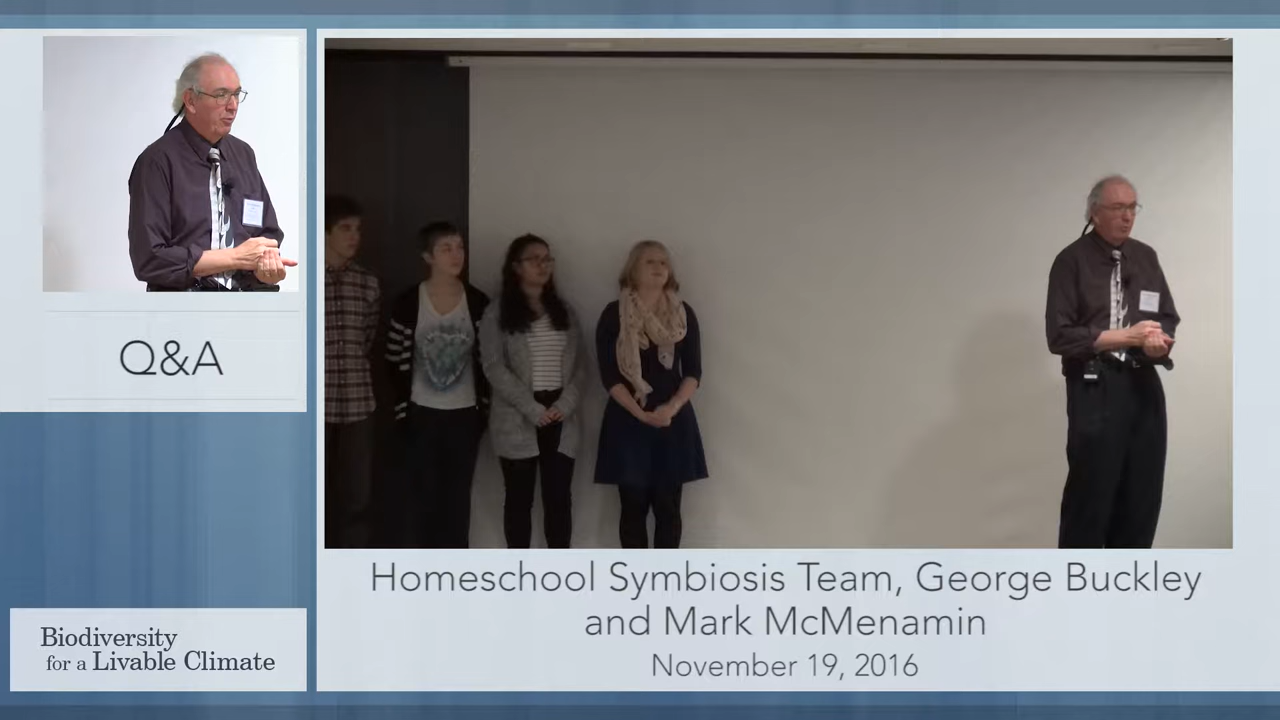 Q&A
Homeschool Symbiosis Team, George Buckley
and Mark McMenamin
November 19, 2016
Biodiversity
for a Livable Climate